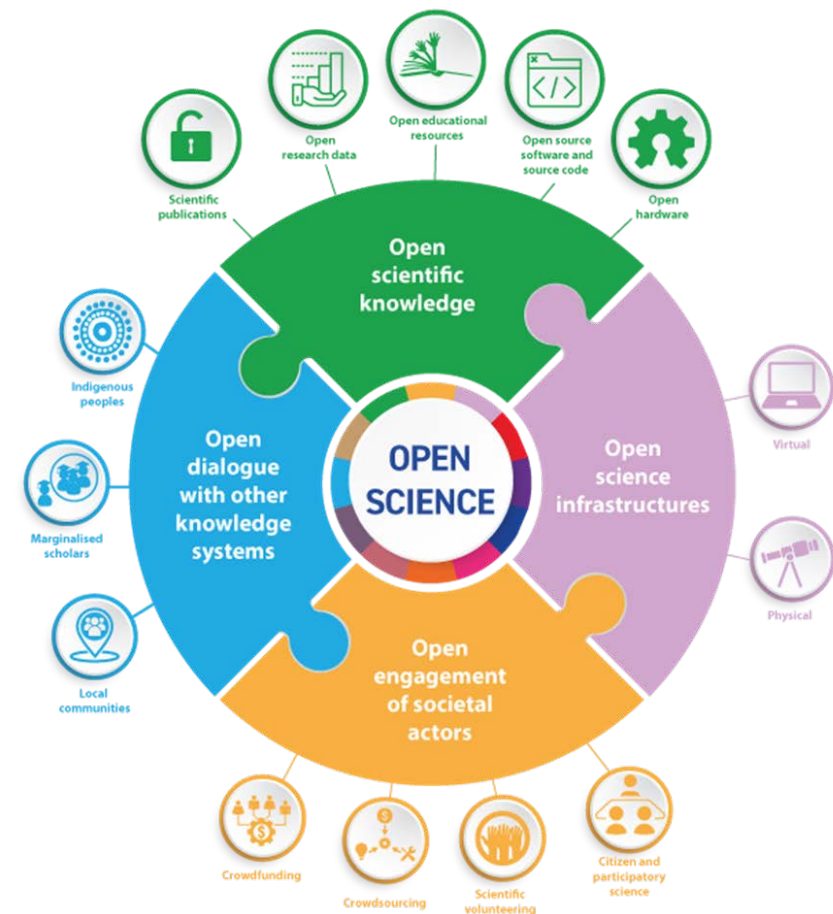 Open educational
resources
Open
research data
Open source
software and
source code
Scientific
publications
Open
hardware
Open
scientific
knowledge
Indigenous
peoples
Marginalised
scholars
Local
communities
Open
dialogue
with other
knowledge
systems
OPEN
SCIENCE
Open
science
infrastructures
Virtual
Physical
Open
engagement
of societal
actors
Crowdfunding
Crowdsourcing
Scientific
volunteering
Citizen and
participatory
science